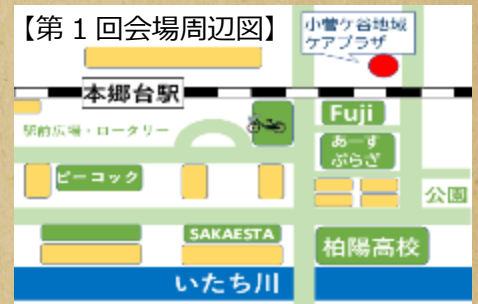 【第1回会場周辺図】
小菅ケ谷地域
ケアプラザ
本郷台駅
Fuji
駅前広場・ロータリー
あーす
ぷらざ
ピーコック
公園
SAKAESTA
柏陽高校
いたち川